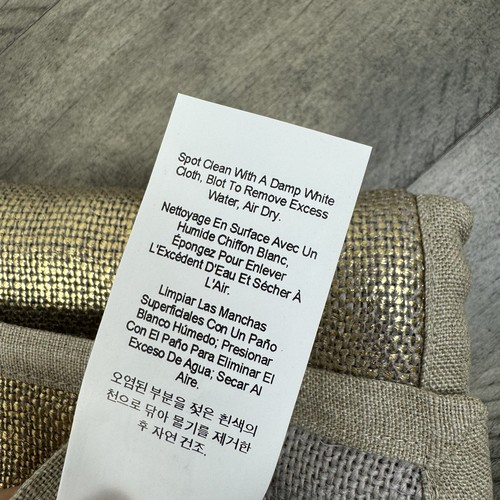 Spot Clean With A Damp White
Cloth, Blot To Remove Excess
Water, Air Dry.
Nettoyage En Surface Avec Un
Humide Chiffon Blanc,
Épongez Pour Enlever
L'Excédent D'Eau Et Sécher À
L'Air.
Limpiar Las Manchas
Superficiales Con Un Paño
Blanco Húmedo; Presionar
Con El Paño Para Eliminar El
Exceso De Agua; Secar Al
Aire.
오염된 부분을 젖은 흰색의
천으로 닦아 물기를 제거한
후 자연 건조.